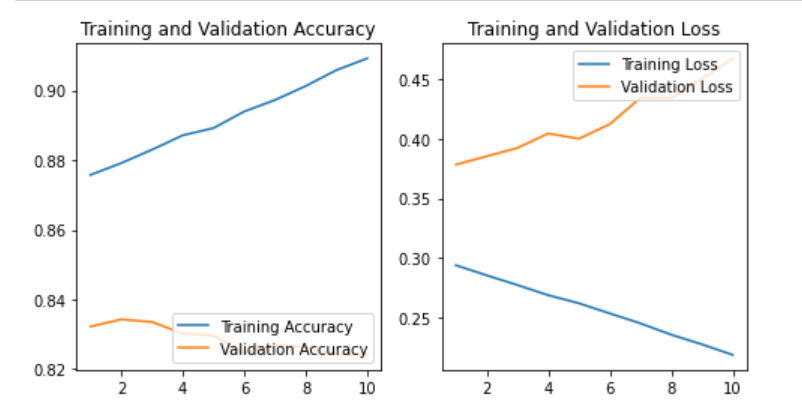 Training and Validation Accuracy
0.90
0.88
0.86
0.84
0.82
2 4 6 8 10
Training Accuracy
Validation Accuracy
Training and Validation Loss
0.45
0.40
0.35
0.30
0.25
2 4 6 8 10
Training Loss
Validation Loss